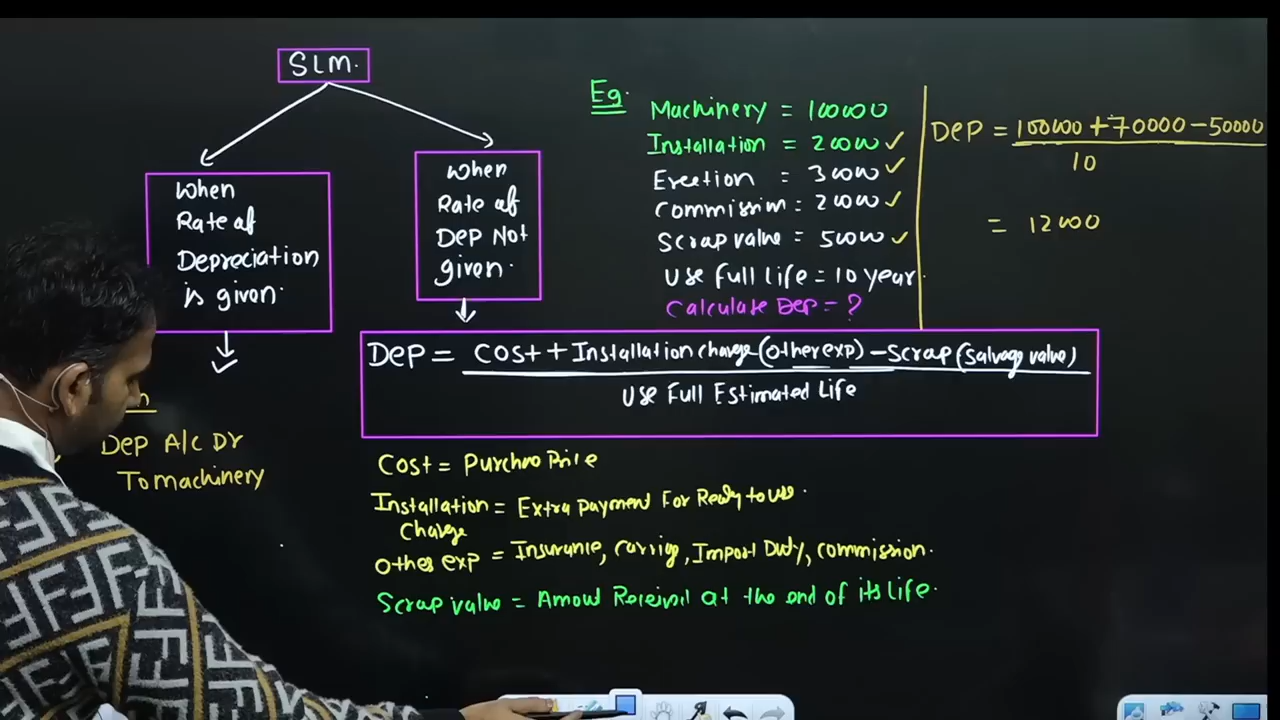 SLM.
When
Rate of
Depreciation
is given.
When
Rate of
Dep Not
given.
Eg.
Machinery = 100000
Installation = 20000 ✓
Erection = 30000 ✓
Commission = 20000 ✓
Scrap value = 50000 ✓
Use Full Life = 10 year.
Calculate Dep = ?
Dep = 100000 + 70000 - 50000
10
= 12000
Dep = Cost + Installation charge (other exp) - Scrap (Salvage value)
Use Full Estimated Life
Dep A/c Dr
To machinery
Cost = Price
Installation = Extra payment For Ready to use.
Charge
Other exp = Insurance, Import Duty, commission.
Scrap value = at the end of its life.